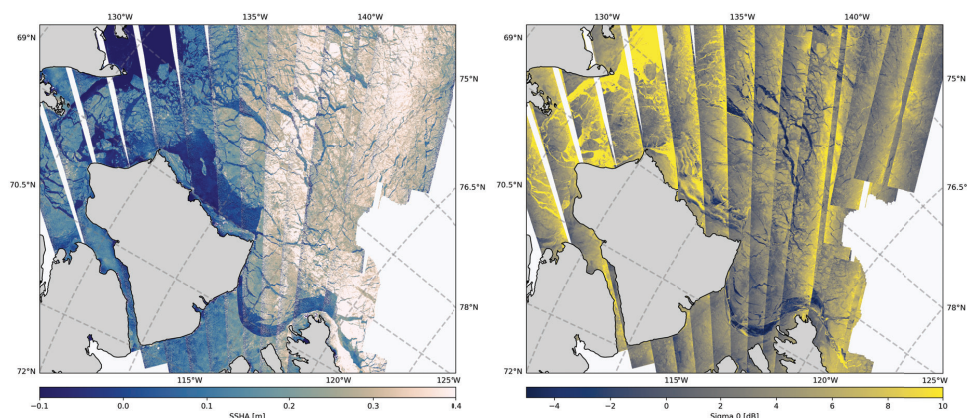 130°W 135°W 140°W
69°N
75°N
70.5°N
76.5°N
78°N
72°N
115°W 120°W 125°W
−0.1 0.0 0.1 0.2 0.3 0.4
SSHA [m]
130°W 135°W 140°W
69°N
75°N
70.5°N
76.5°N
78°N
72°N
115°W 120°W 125°W
−4 −2 0 2 4 6 8 10
Sigma 0 [dB]